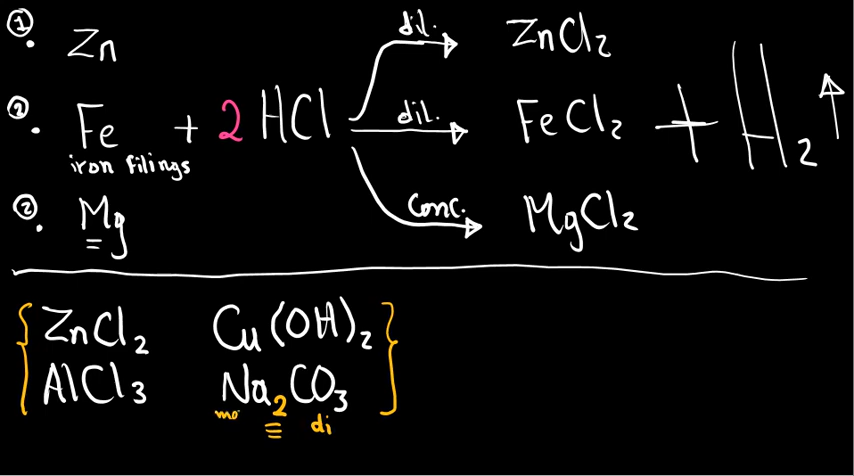 ①. Zn dil. ZnCl2
②. Fe + 2 HCl dil. FeCl2 + H2↑
iron filings
②. Mg Conc. MgCl2
ZnCl2 Cu(OH)2
AlCl3 Na2CO3
mo di